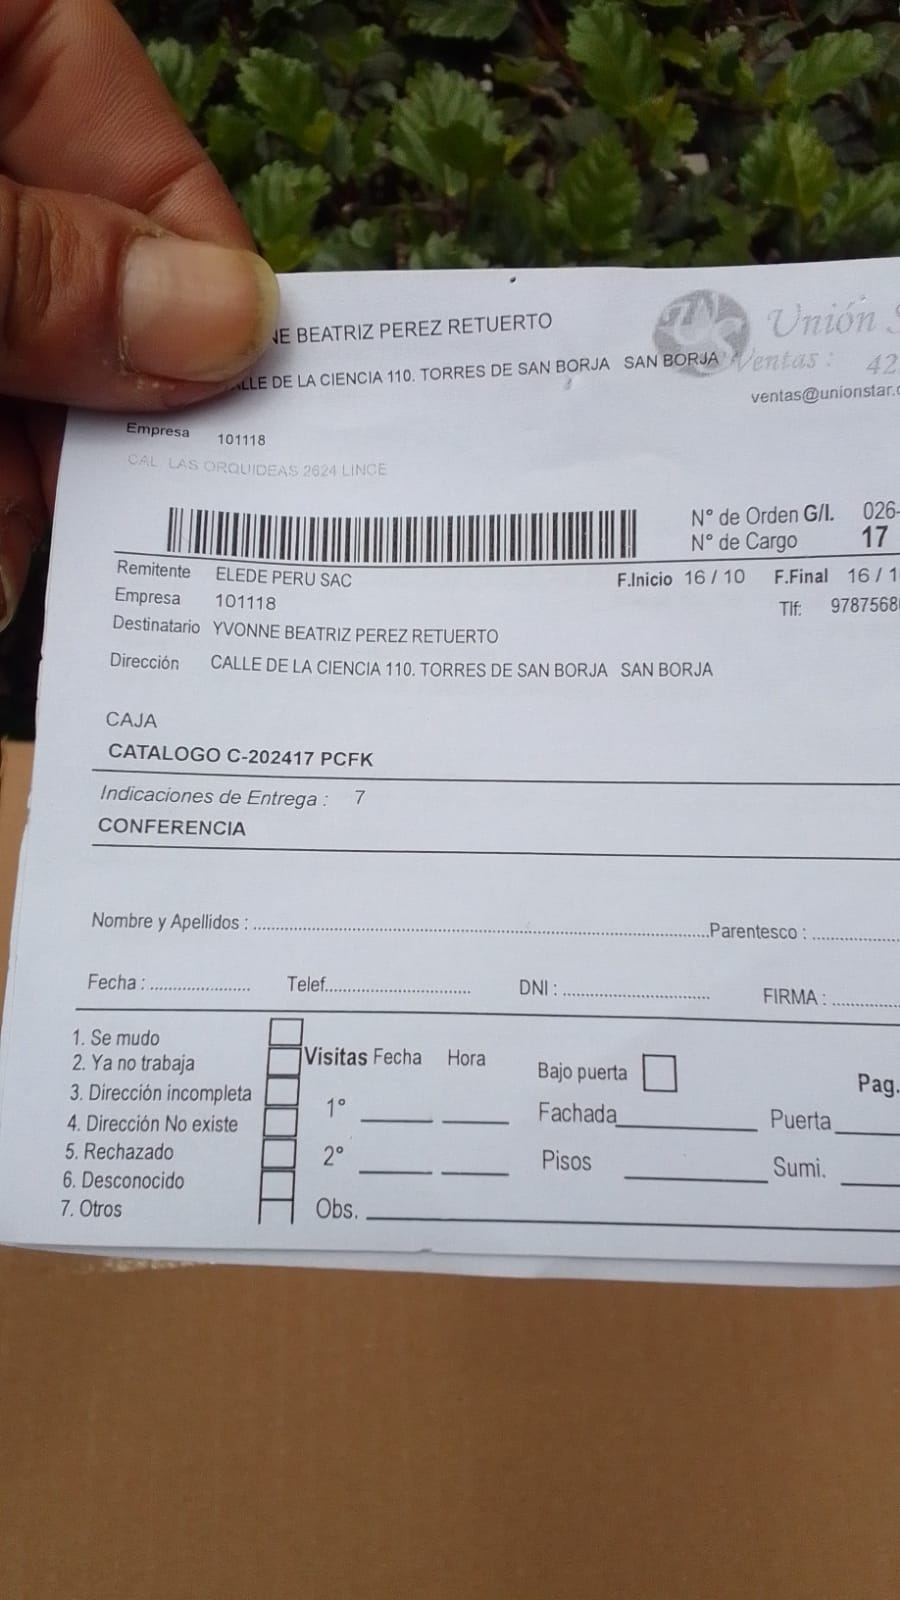 NE BEATRIZ PEREZ RETUERTO
Unión S
LLE DE LA CIENCIA 110. TORRES DE SAN BORJA SAN BORJA
Ventas : 42
ventas@unionstar.
Empresa 101118
CAL LAS ORQUIDEAS 2624 LINCE
N° de Orden G/I. 026-
N° de Cargo 17
Remitente ELEDE PERU SAC
F.Inicio 16 / 10 F.Final 16 / 1
Empresa 101118
Tlf: 9787568
Destinatario YVONNE BEATRIZ PEREZ RETUERTO
Dirección CALLE DE LA CIENCIA 110. TORRES DE SAN BORJA SAN BORJA
CAJA
CATALOGO C-202417 PCFK
Indicaciones de Entrega : 7
CONFERENCIA
Nombre y Apellidos : Parentesco :
Fecha : Telef. DNI : FIRMA :
1. Se mudo
2. Ya no trabaja
3. Dirección incompleta
4. Dirección No existe
5. Rechazado
6. Desconocido
7. Otros
Visitas Fecha Hora
1°
2°
Obs.
Bajo puerta
Pag.
Fachada Puerta
Pisos Sumi.